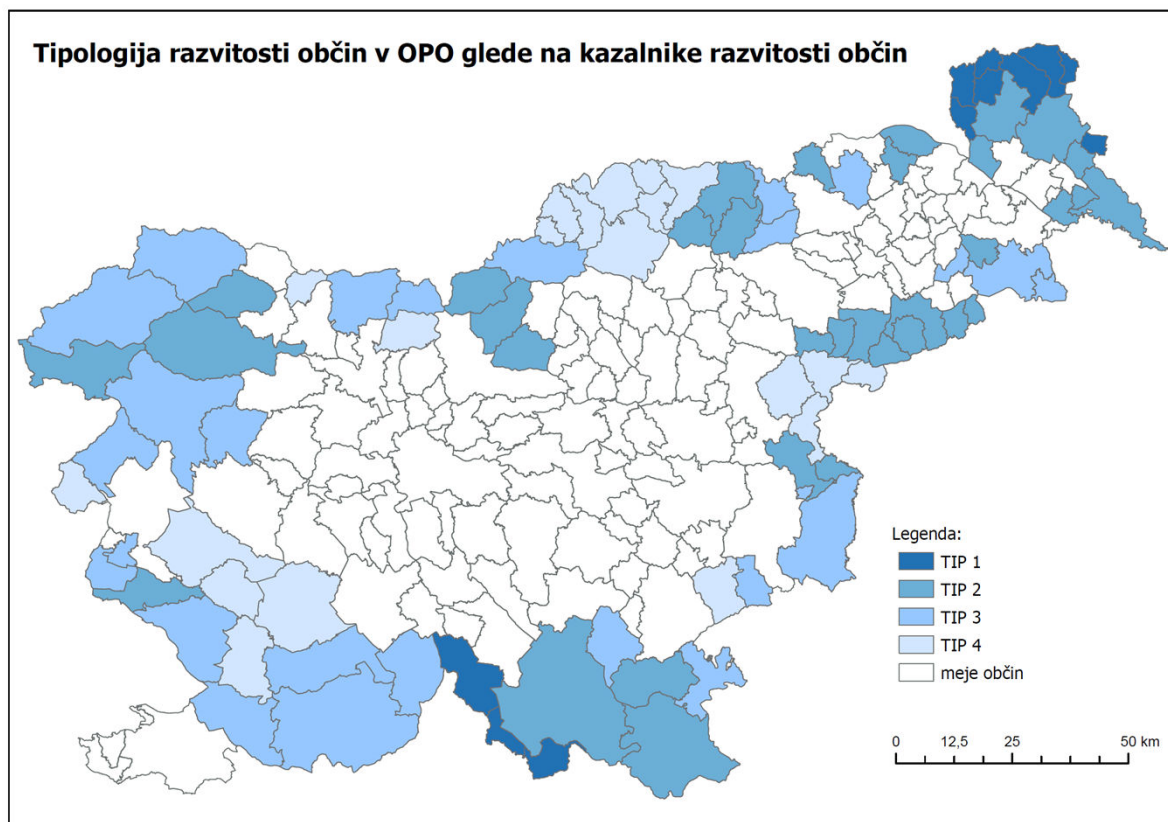 Tipologija razvitosti občin v OPO glede na kazalnike razvitosti občin
Legenda:
TIP 1
TIP 2
TIP 3
TIP 4
meje občin
0 12,5 25 50 km